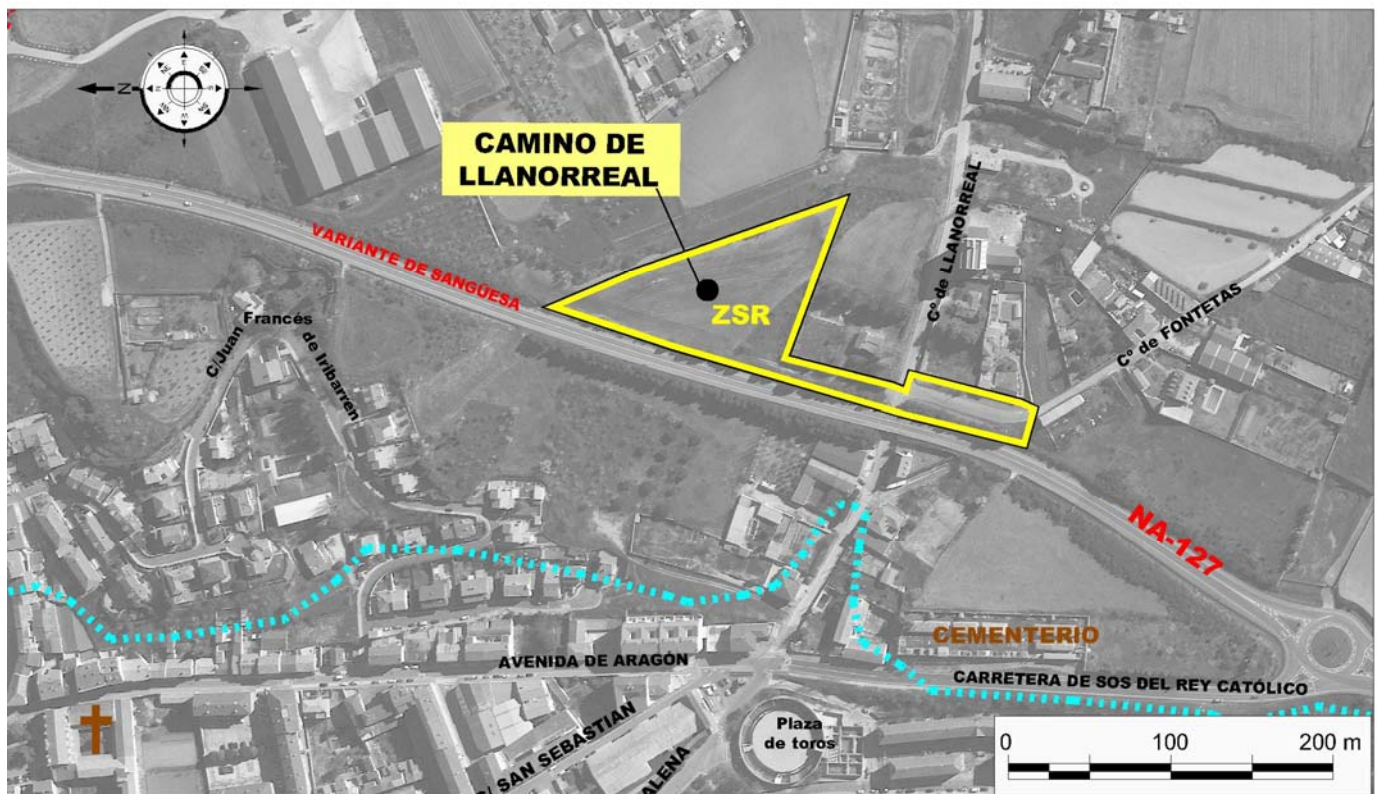 CAMINO DE
LLANORREAL
N
VARIANTE DE SANGÜESA
ZSR
Cº de LLANORREAL
Cº de FONTETAS
C/Juan
Francés
de Iribarren
NA-127
CEMENTERIO
AVENIDA DE ARAGÓN
CARRETERA DE SOS DEL REY CATÓLICO
C/ SAN SEBASTIAN
ALENA
Plaza
de toros
0 100 200 m